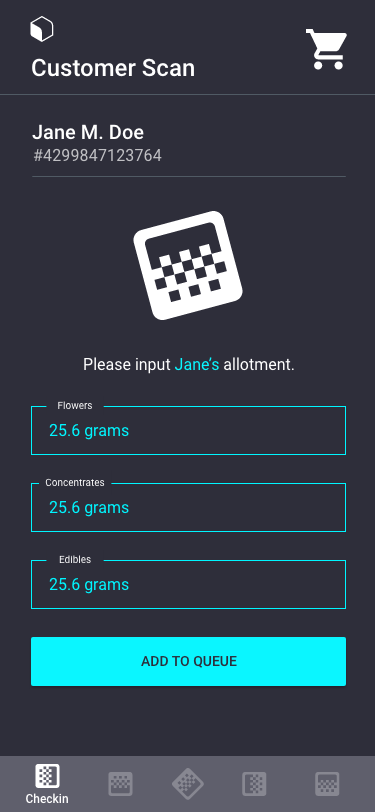 Customer Scan
Jane M. Doe
#4299847123764
Please input Jane's allotment.
Flowers
25.6 grams
Concentrates
25.6 grams
Edibles
25.6 grams
ADD TO QUEUE
Checkin